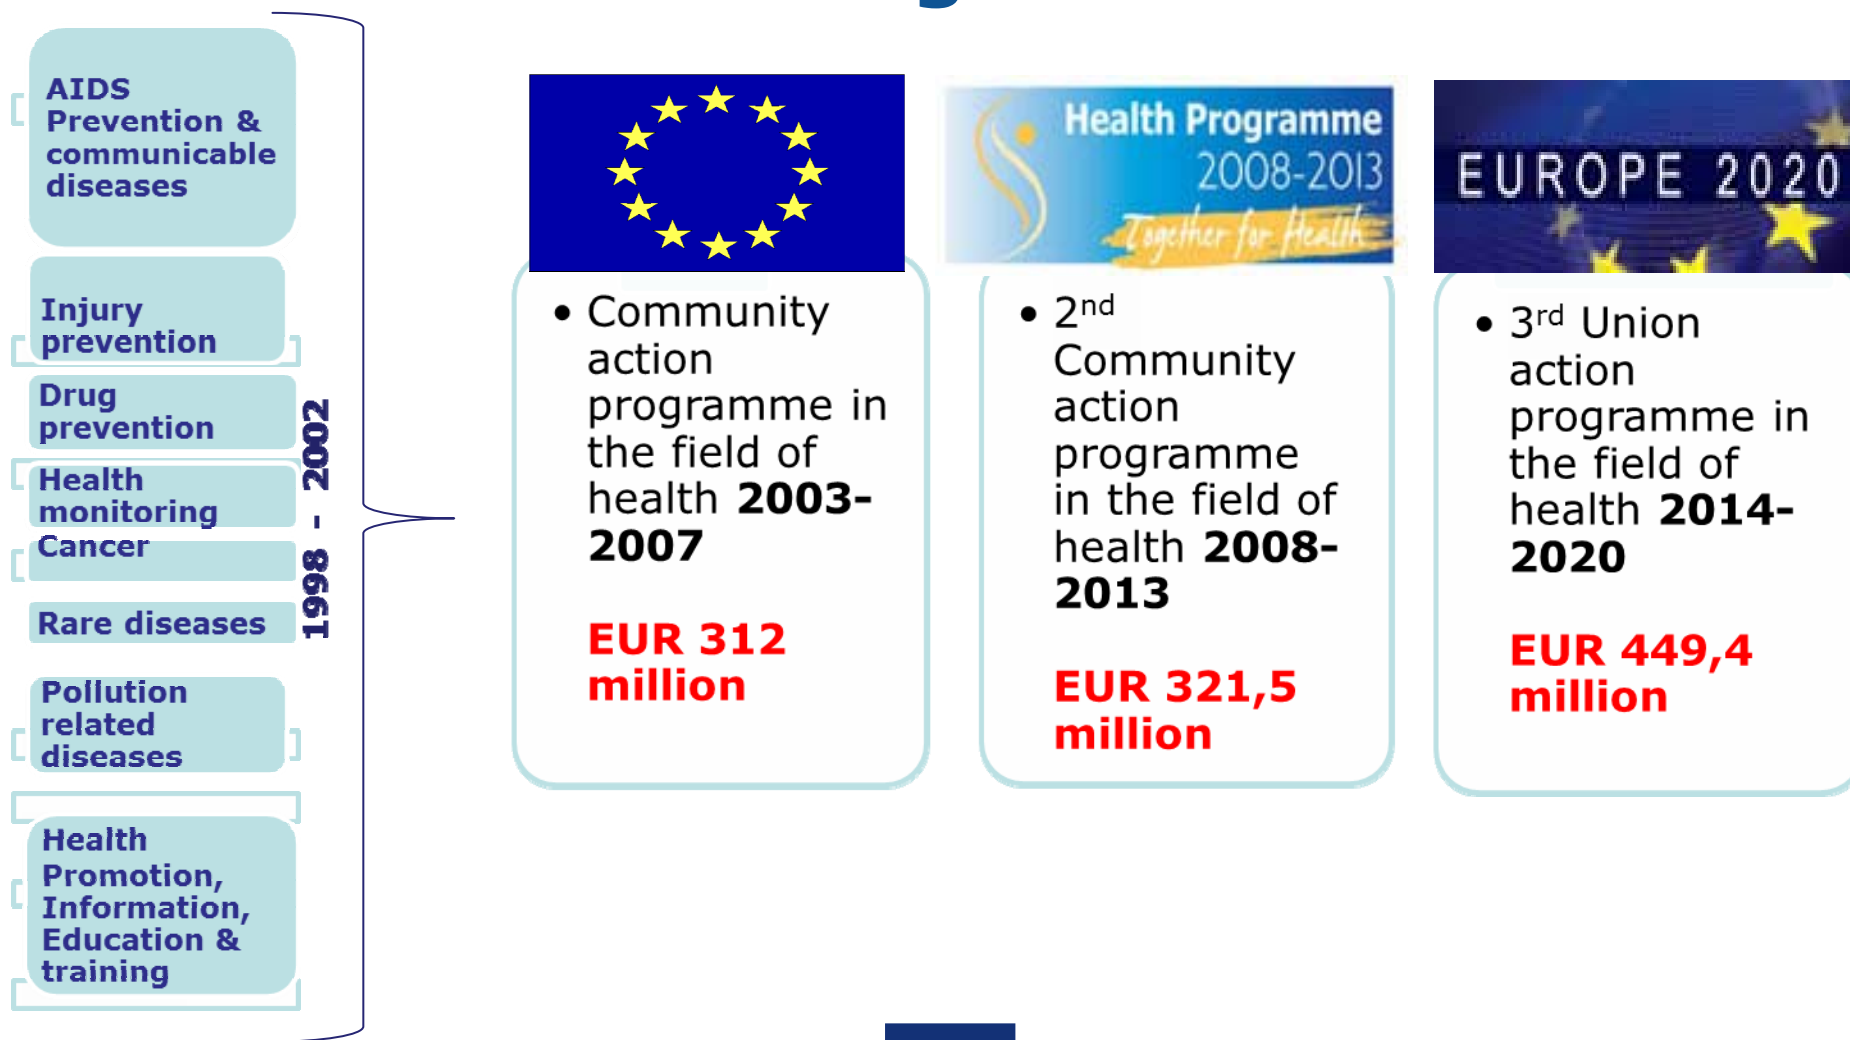 AIDS
Prevention &
communicable
diseases
Injury
prevention
Drug
prevention
Health
monitoring
Cancer
Rare diseases
Pollution
related
diseases
Health
Promotion,
Information,
Education &
training
1998 - 2002
• Community
action
programme in
the field of
health 2003-
2007
EUR 312
million
Health Programme
2008-2013
Together for Health
• 2nd
Community
action
programme
in the field of
health 2008-
2013
EUR 321,5
million
EUROPE 2020
• 3rd Union
action
programme in
the field of
health 2014-
2020
EUR 449,4
million